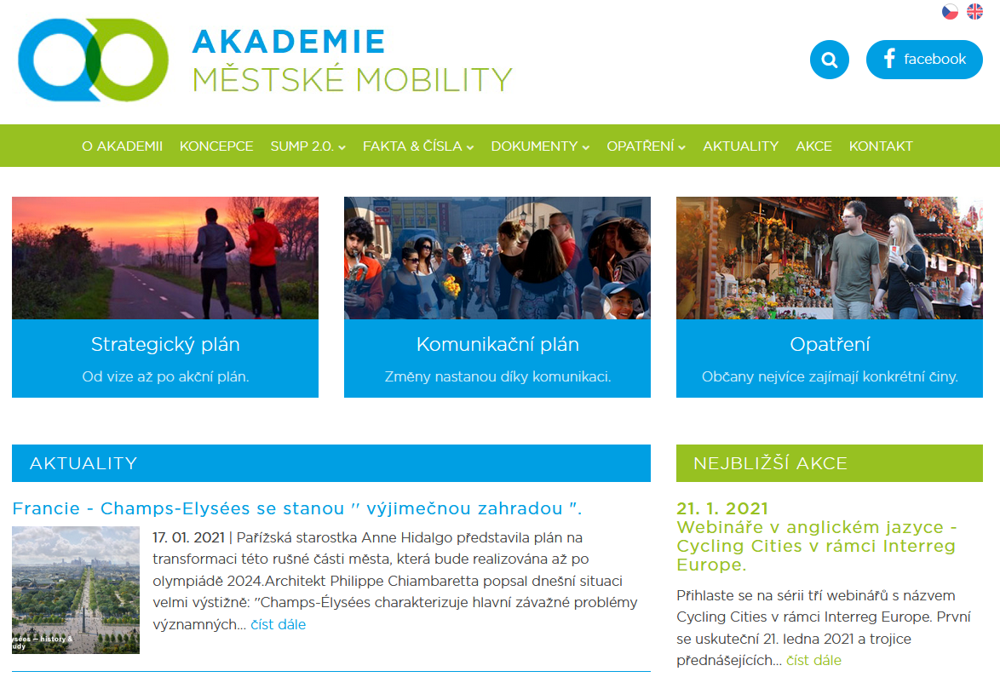 AKADEMIE
MĚSTSKÉ MOBILITY
facebook
O AKADEMII KONCEPCE SUMP 2.0. FAKTA & ČÍSLA DOKUMENTY OPATŘENÍ AKTUALITY AKCE KONTAKT
Strategický plán
Od vize až po akční plán.
Komunikační plán
Změny nastanou díky komunikaci.
Opatření
Občany nejvíce zajímají konkrétní činy.
AKTUALITY
Francie - Champs-Elysées se stanou '' výjimečnou zahradou ".
17. 01. 2021 | Pařížská starostka Anne Hidalgo představila plán na
transformaci této rušné části města, která bude realizována až po
olympiádě 2024.Architekt Philippe Chiambaretta popsal dnešní situaci
velmi výstižně: "Champs-Élysées charakterizuje hlavní závažné problémy
významných... číst dále
ysées — history &
udy
NEJBLIŽŠÍ AKCE
21. 1. 2021
Webináře v anglickém jazyce -
Cycling Cities v rámci Interreg
Europe.
Přihlaste se na sérii tří webinářů s názvem
Cycling Cities v rámci Interreg Europe. První
se uskuteční 21. ledna 2021 a trojice
přednášejících... číst dále